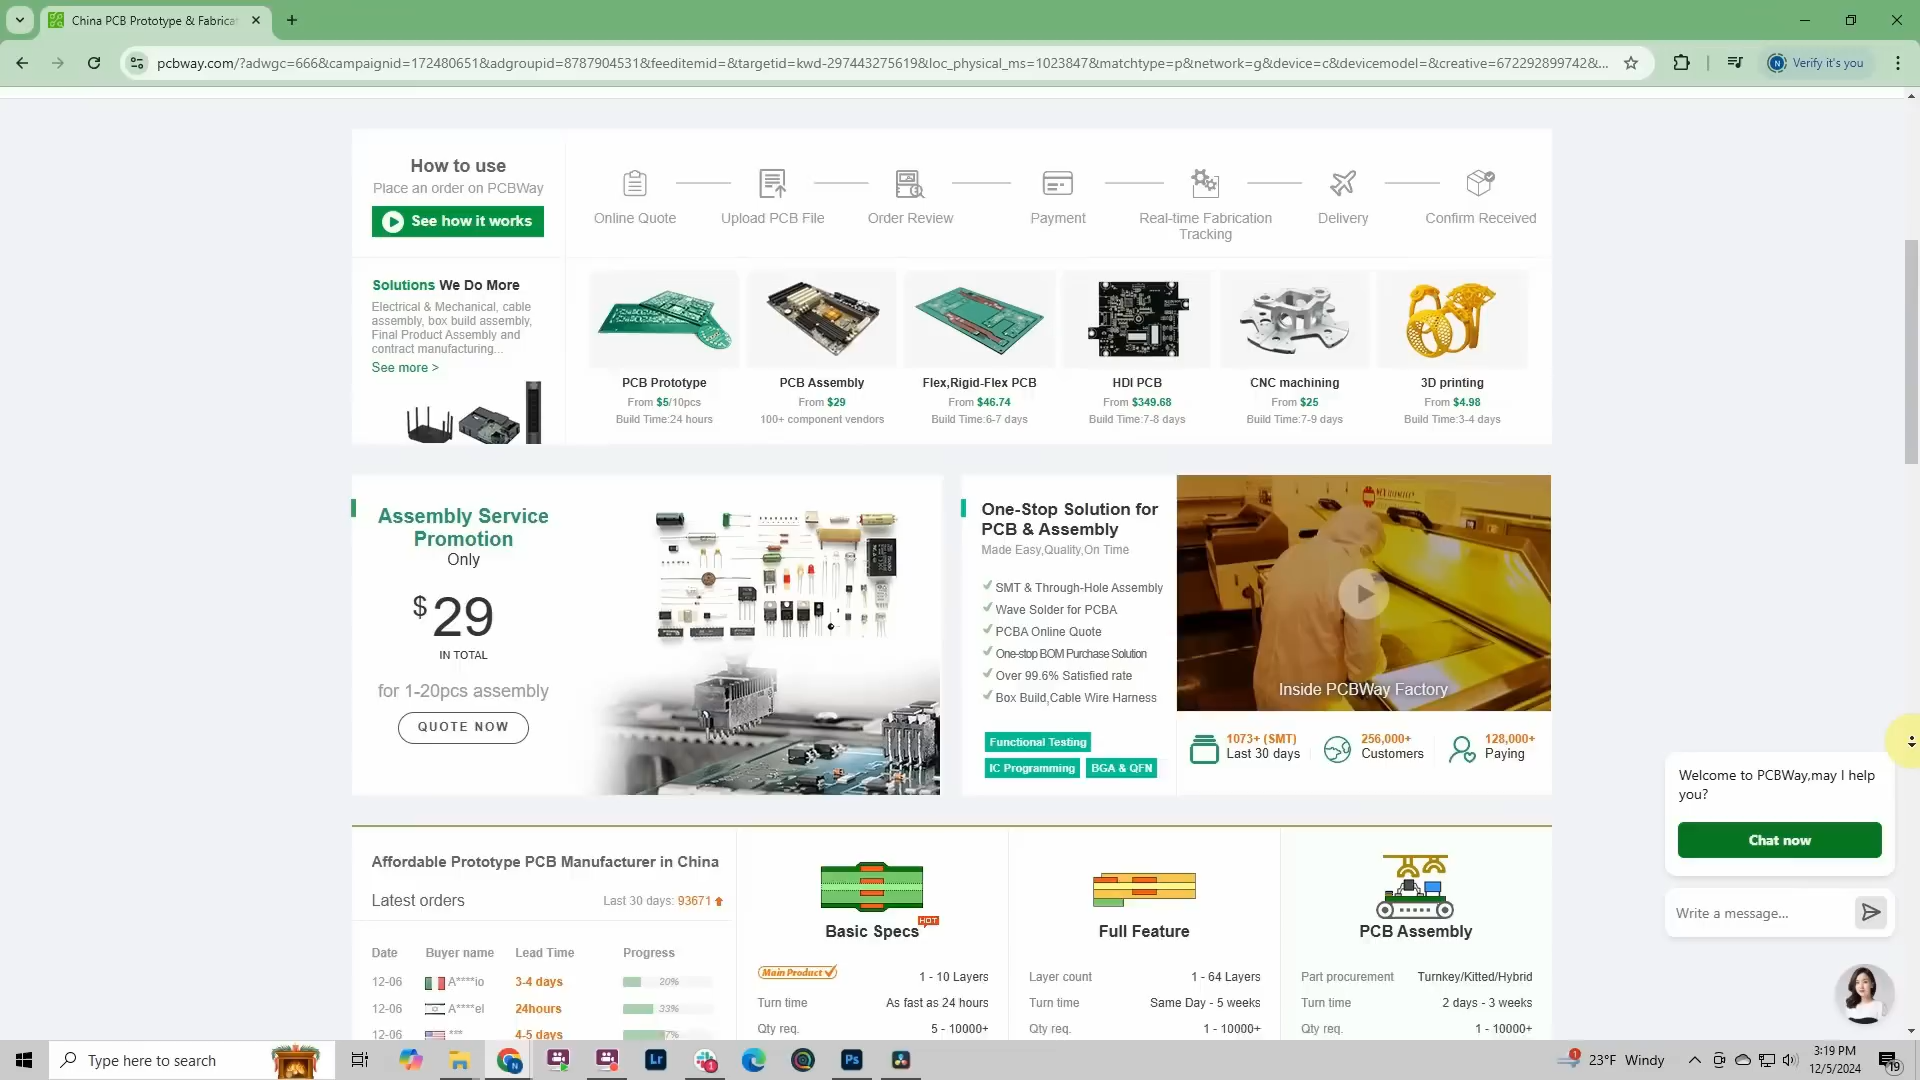 China PCB Prototype & Fabrica
pcbway.com/?adwgc=666&campaignid=172480651&adgroupid=8787904531&feeditemid=&targetid=kwd-297443275619&loc_physical_ms=1023847&matchtype=p&network=g&device=c&devicemodel=&creative=672292899742&...
N
Verify it's you
How to use
Place an order on PCBWay
See how it works
Online Quote
Upload PCB File
Order Review
Payment
Real-time Fabrication
Tracking
Delivery
Confirm Received
Solutions We Do More
Electrical & Mechanical, cable
assembly, box build assembly,
Final Product Assembly and
contract manufacturing...
See more >
PCB Prototype
From $5/10pcs
Build Time:24 hours
PCB Assembly
From $29
100+ component vendors
Flex,Rigid-Flex PCB
From $46.74
Build Time:6-7 days
HDI PCB
From $349.68
Build Time:7-8 days
CNC machining
From $25
Build Time:7-9 days
3D printing
From $4.98
Build Time:3-4 days
Assembly Service
Promotion
Only
$29
IN TOTAL
for 1-20pcs assembly
QUOTE NOW
One-Stop Solution for
PCB & Assembly
Made Easy,Quality,On Time
SMT & Through-Hole Assembly
Wave Solder for PCBA
PCBA Online Quote
One-stop BOM Purchase Solution
Over 99.6% Satisfied rate
Box Build,Cable Wire Harness
Functional Testing
IC Programming
BGA & QFN
Inside PCBWay Factory
1073+ (SMT)
Last 30 days
256,000+
Customers
128,000+
Paying
Welcome to PCBWay,may I help
you?
Chat now
Write a message...
Affordable Prototype PCB Manufacturer in China
Latest orders
Last 30 days: 93671
Date Buyer name Lead Time Progress
12-06 A****io 3-4 days 20%
12-06 A****el 24hours 33%
12-06 *** 4-5 days
HOT
Basic Specs
Main Product
1 - 10 Layers
Turn time As fast as 24 hours
Qty req. 5 - 10000+
Full Feature
Layer count 1 - 64 Layers
Turn time Same Day - 5 weeks
Qty req. 1 - 10000+
PCB Assembly
Part procurement Turnkey/Kitted/Hybrid
Turn time 2 days - 3 weeks
Qty req. 1 - 10000+
Type here to search
Lr
Ps
1
1
23°F Windy
3:19 PM
12/5/2024
19